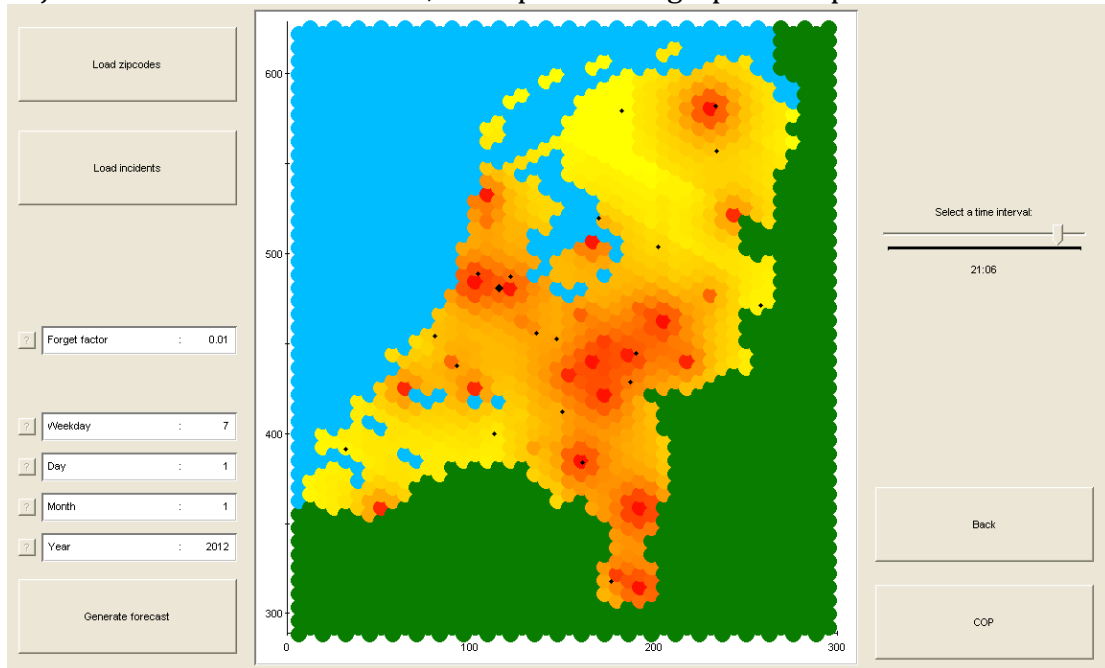 Load zipcodes
Load incidents
? Forget factor : 0.01
? Weekday : 7
? Day : 1
? Month : 1
? Year : 2012
Generate forecast
600
500
400
300
0 100 200 300
Select a time interval:
21:06
Back
COP